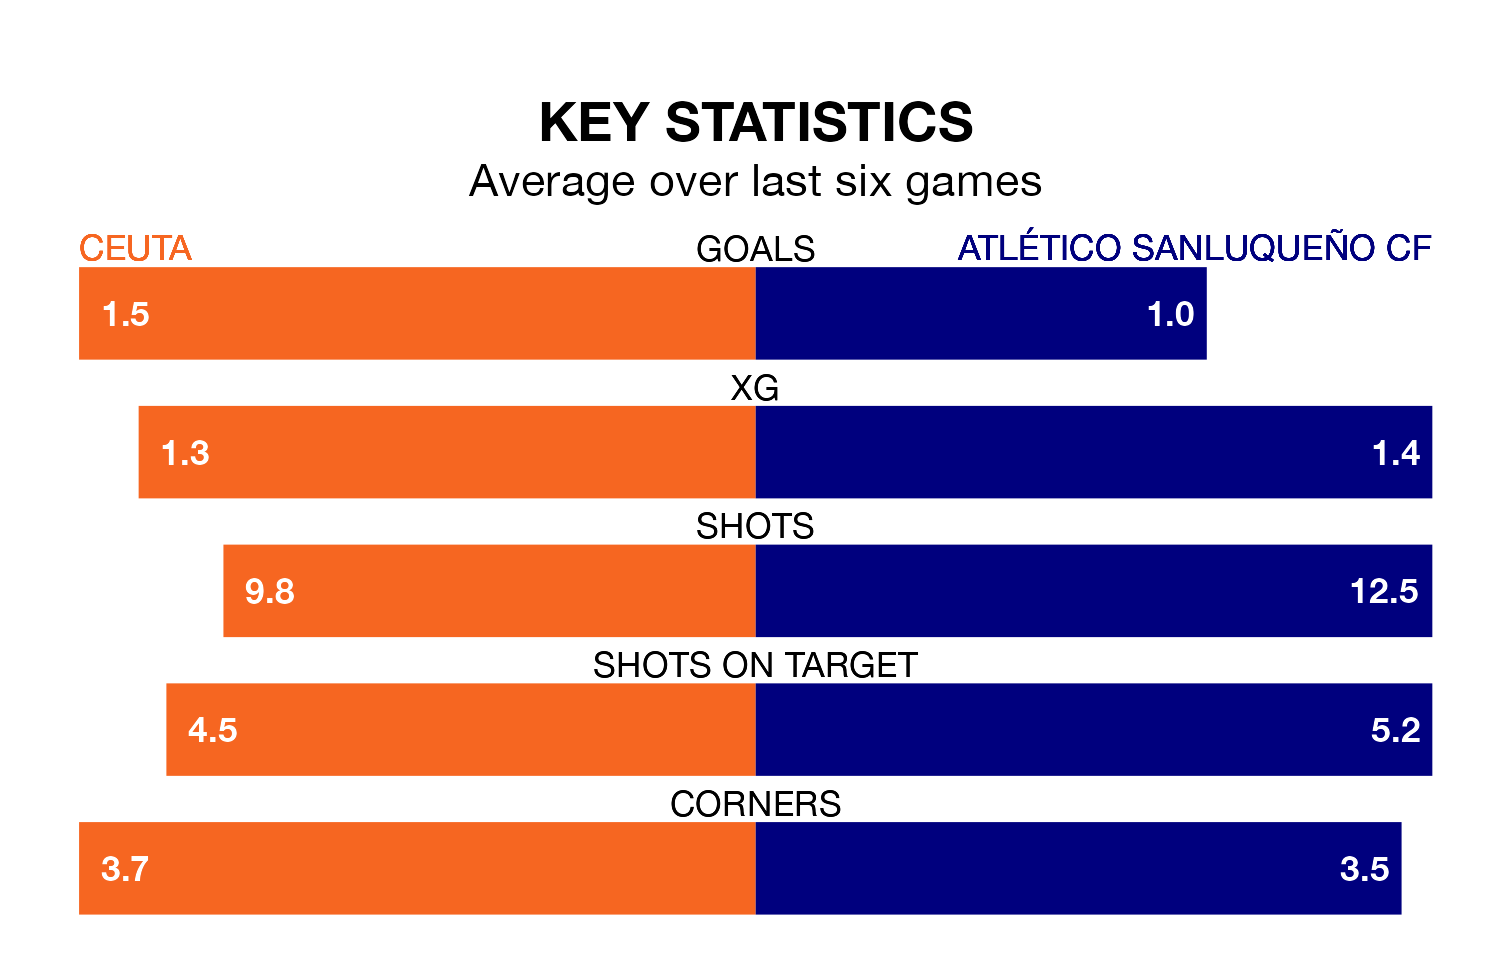 KEY STATISTICS
Average over last six games
CEUTA GOALS ATLÉTICO SANLUQUEÑO CF
1.5 1.0
XG
1.3 1.4
SHOTS
9.8 12.5
SHOTS ON TARGET
4.5 5.2
CORNERS
3.7 3.5